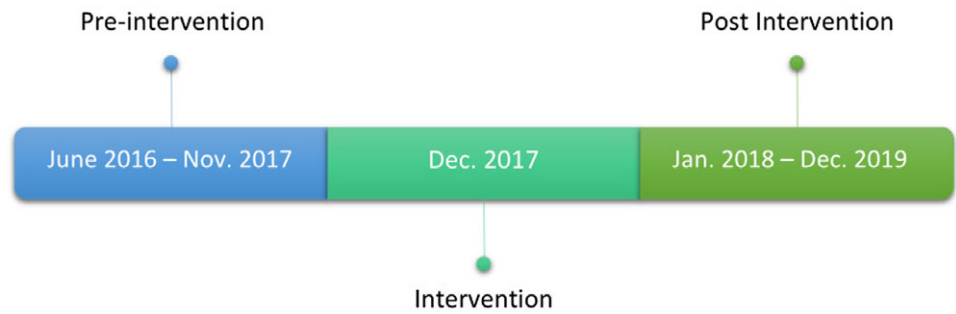 Pre-intervention
Post Intervention
June 2016 – Nov. 2017
Dec. 2017
Jan. 2018 – Dec. 2019
Intervention